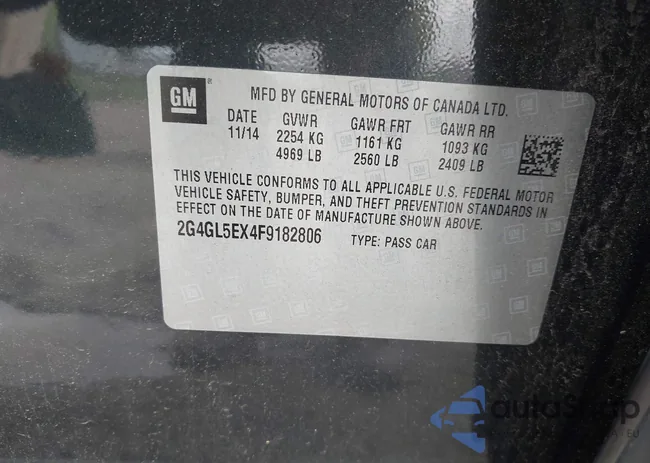 GM
MFD BY GENERAL MOTORS OF CANADA LTD.
DATE GVWR GAWR FRT GAWR RR
11/14 2254 KG 1161 KG 1093 KG
4969 LB 2560 LB 2409 LB
THIS VEHICLE CONFORMS TO ALL APPLICABLE U.S. FEDERAL MOTOR
VEHICLE SAFETY, BUMPER, AND THEFT PREVENTION STANDARDS IN
EFFECT ON THE DATE OF MANUFACTURE SHOWN ABOVE.
2G4GL5EX4F9182806 TYPE: PASS CAR
autoShop
EU